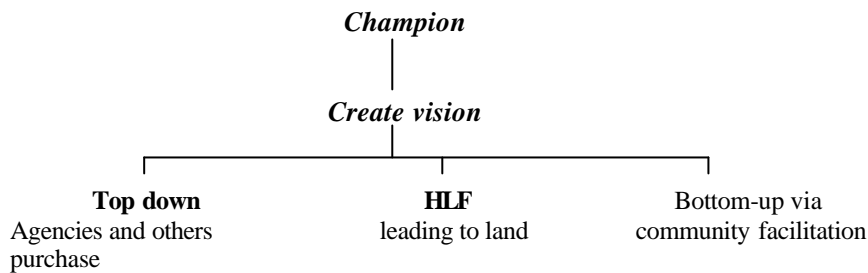 Champion
Create vision
Top down
Agencies and others
purchase
HLF
leading to land
Bottom-up via
community facilitation